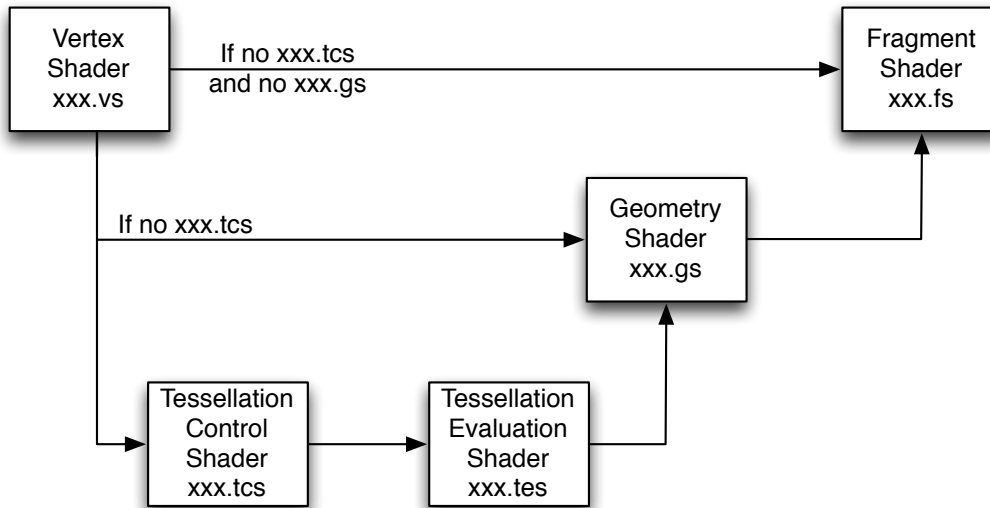 Vertex
Shader
xxx.vs
If no xxx.tcs
and no xxx.gs
Fragment
Shader
xxx.fs
If no xxx.tcs
Geometry
Shader
xxx.gs
Tessellation
Control
Shader
xxx.tcs
Tessellation
Evaluation
Shader
xxx.tes